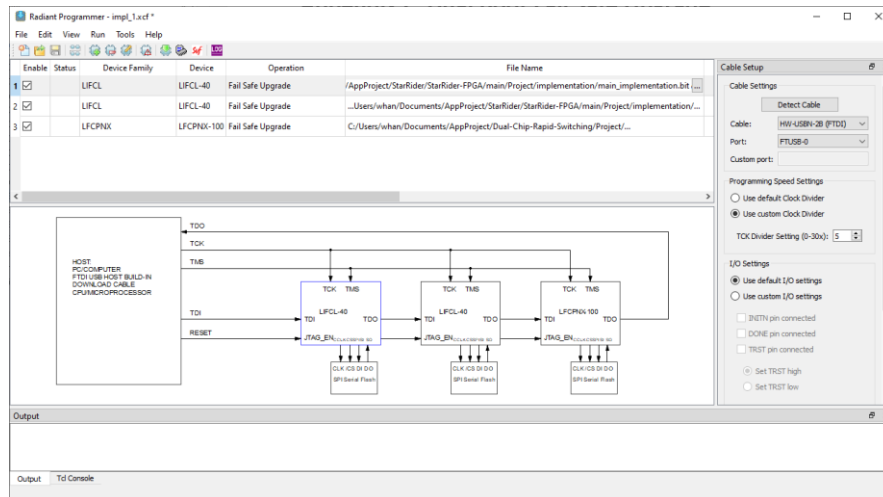 Radiant Programmer - impl_1.xcf *
File Edit View Run Tools Help
LOG
Enable Status Device Family Device Operation File Name
1 LIFCL LIFCL-40 Fail Safe Upgrade /AppProject/StarRider/StarRider-FPGA/main/Project/implementation/main_implementation.bit ...
2 LIFCL LIFCL-40 Fail Safe Upgrade ...Users/whan/Documents/AppProject/StarRider/StarRider-FPGA/main/Project/implementation/...
3 LFCPNX LFCPNX-100 Fail Safe Upgrade C:/Users/whan/Documents/AppProject/Dual-Chip-Rapid-Switching/Project/...
Cable Setup
Cable Settings
Detect Cable
Cable: HW-USBN-2B (FTDI)
Port: FTUSB-0
Custom port:
Programming Speed Settings
Use default Clock Divider
Use custom Clock Divider
TCK Divider Setting (0-30x): 5
I/O Settings
Use default I/O settings
Use custom I/O settings
INITN pin connected
DONE pin connected
TRST pin connected
Set TRST high
Set TRST low
HOST:
PC/COMPUTER
FTDI USB HOST BUILD-IN
DOWNLOAD CABLE
CPU/MICROPROCESSOR
TDO
TCK
TMS
TDI
RESET
TCK TMS TCK TMS TCK TMS
LIFCL-40 LIFCL-40 LFCPNX-100
TDI TDO TDI TDO TDI TDO
JTAG_EN JTAG_EN JTAG_EN
CLK/CS DI DO CLK/CS DI DO CLK/CS DI DO
SPI Serial Flash SPI Serial Flash SPI Serial Flash
Output
Output Tcl Console